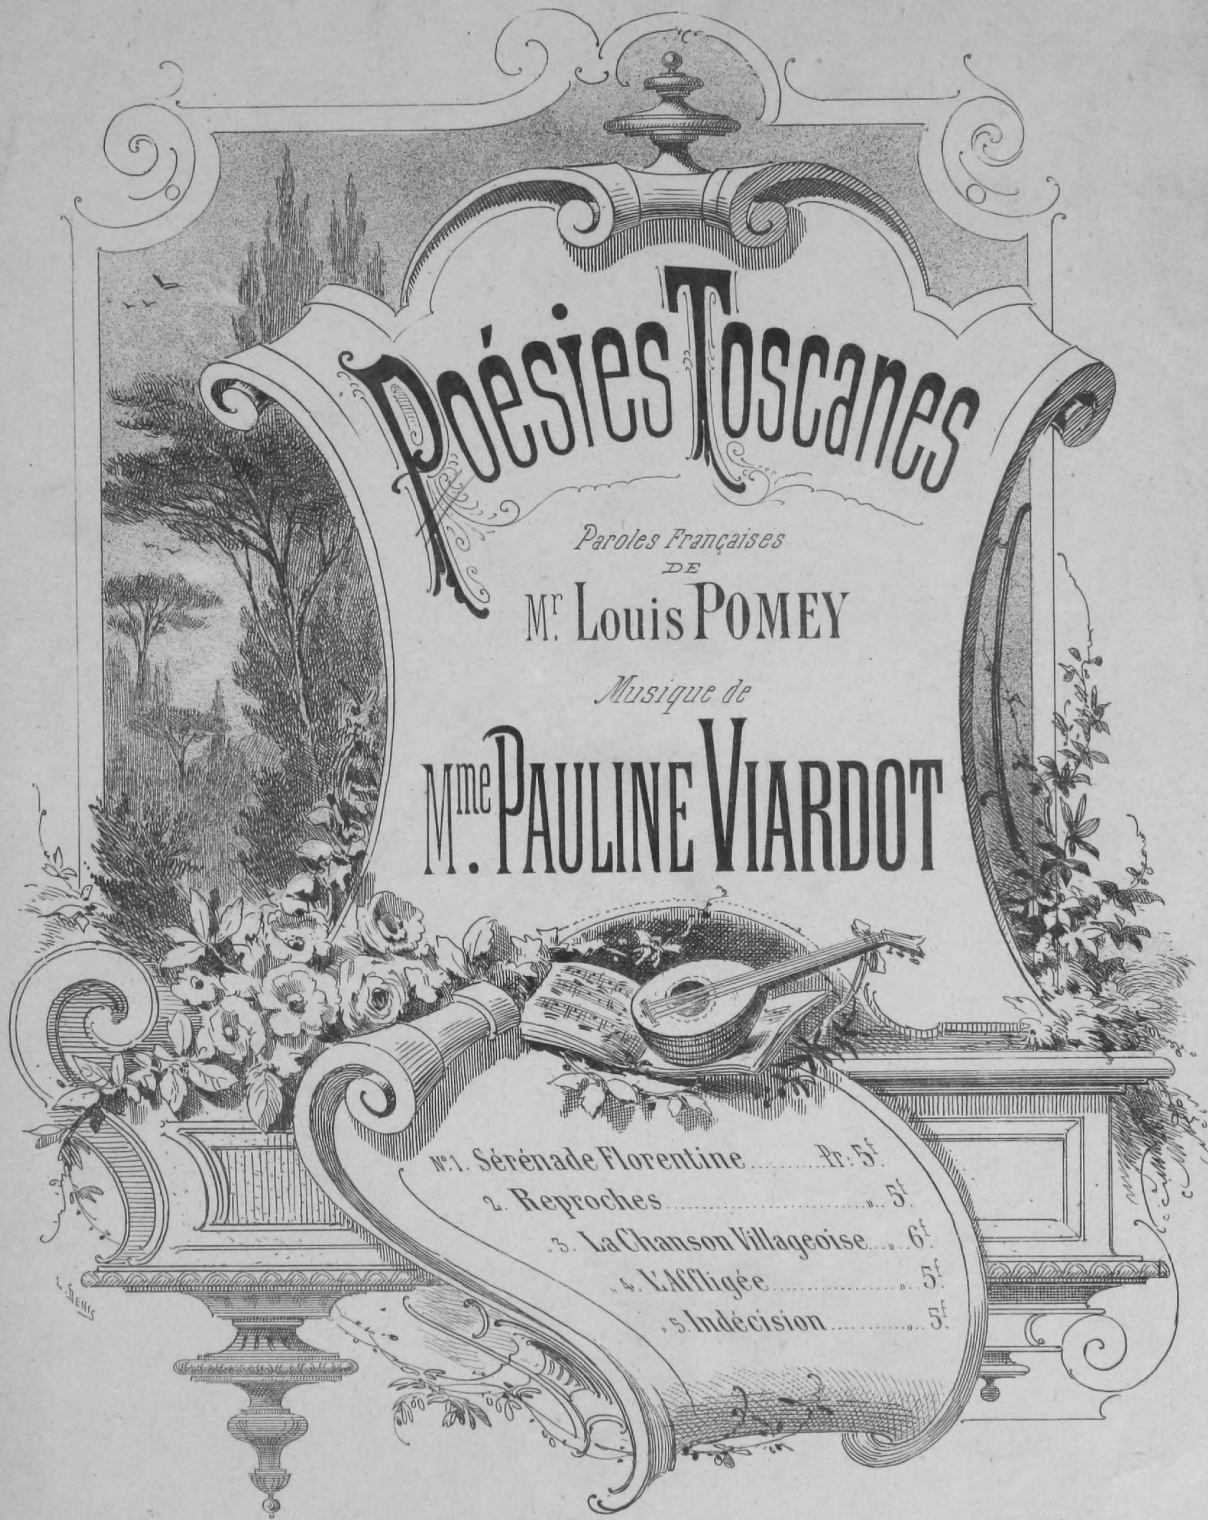 Poésies Toscanes
Paroles Françaises
DE
Mr. Louis POMEY
Musique de
Mme. PAULINE VIARDOT
No. 1. Sérénade Florentine .......... Pr: 5f.
2. Reproches .......... " 5f.
" 3. La Chanson Villageoise .. " .. 6f.
" 4. L'Affligée .......... " 5f.
" 5. Indécision .......... " 5f.
L. DENIS